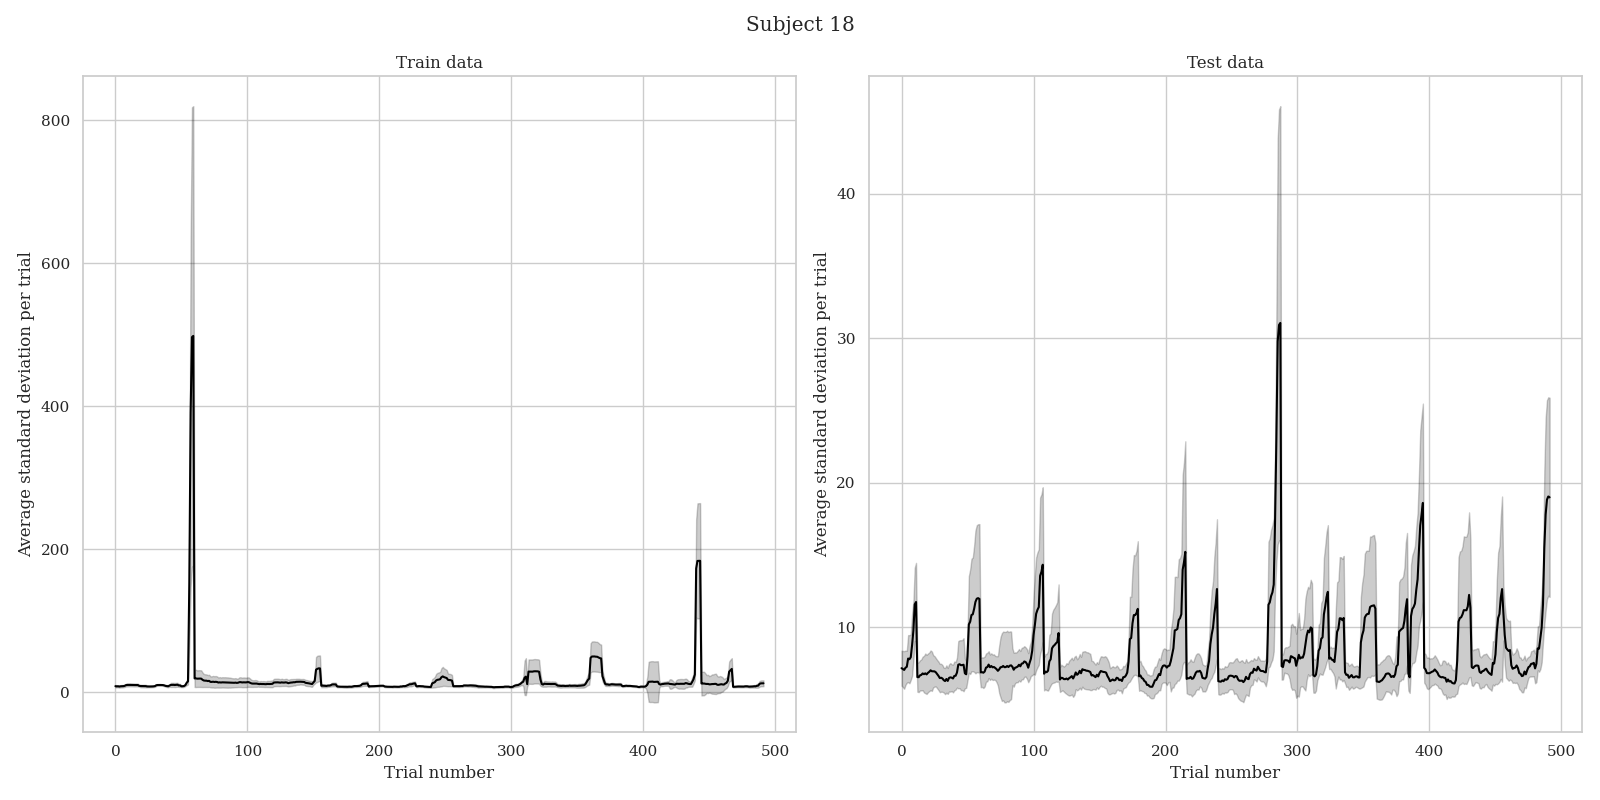 Subject 18
Train data
Average standard deviation per trial
800
600
400
200
0
0 100 200 300 400 500
Trial number
Test data
Average standard deviation per trial
40
30
20
10
0 100 200 300 400 500
Trial number